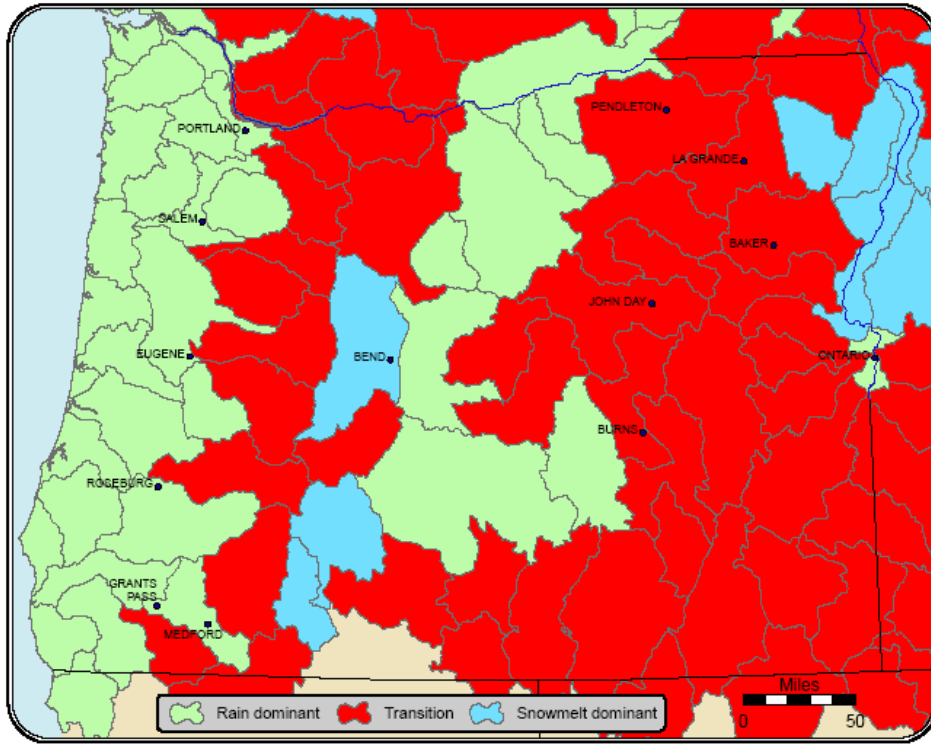 PENDLETON
PORTLAND
LA GRANDE
SALEM
BAKER
JOHN DAY
EUGENE
BEND
ONTARIO
BURNS
ROSEBURG
GRANTS
PASS
MEDFORD
Rain dominant
Transition
Snowmelt dominant
Miles
0 50